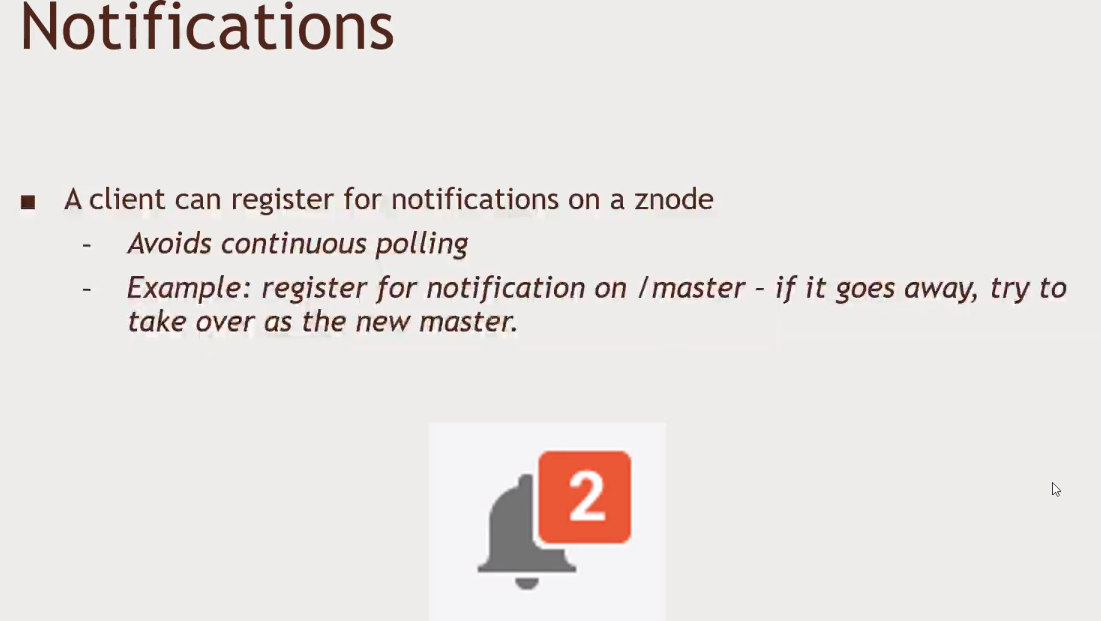 Notifications
■ A client can register for notifications on a znode
- Avoids continuous polling
- Example: register for notification on /master – if it goes away, try to
take over as the new master.
2